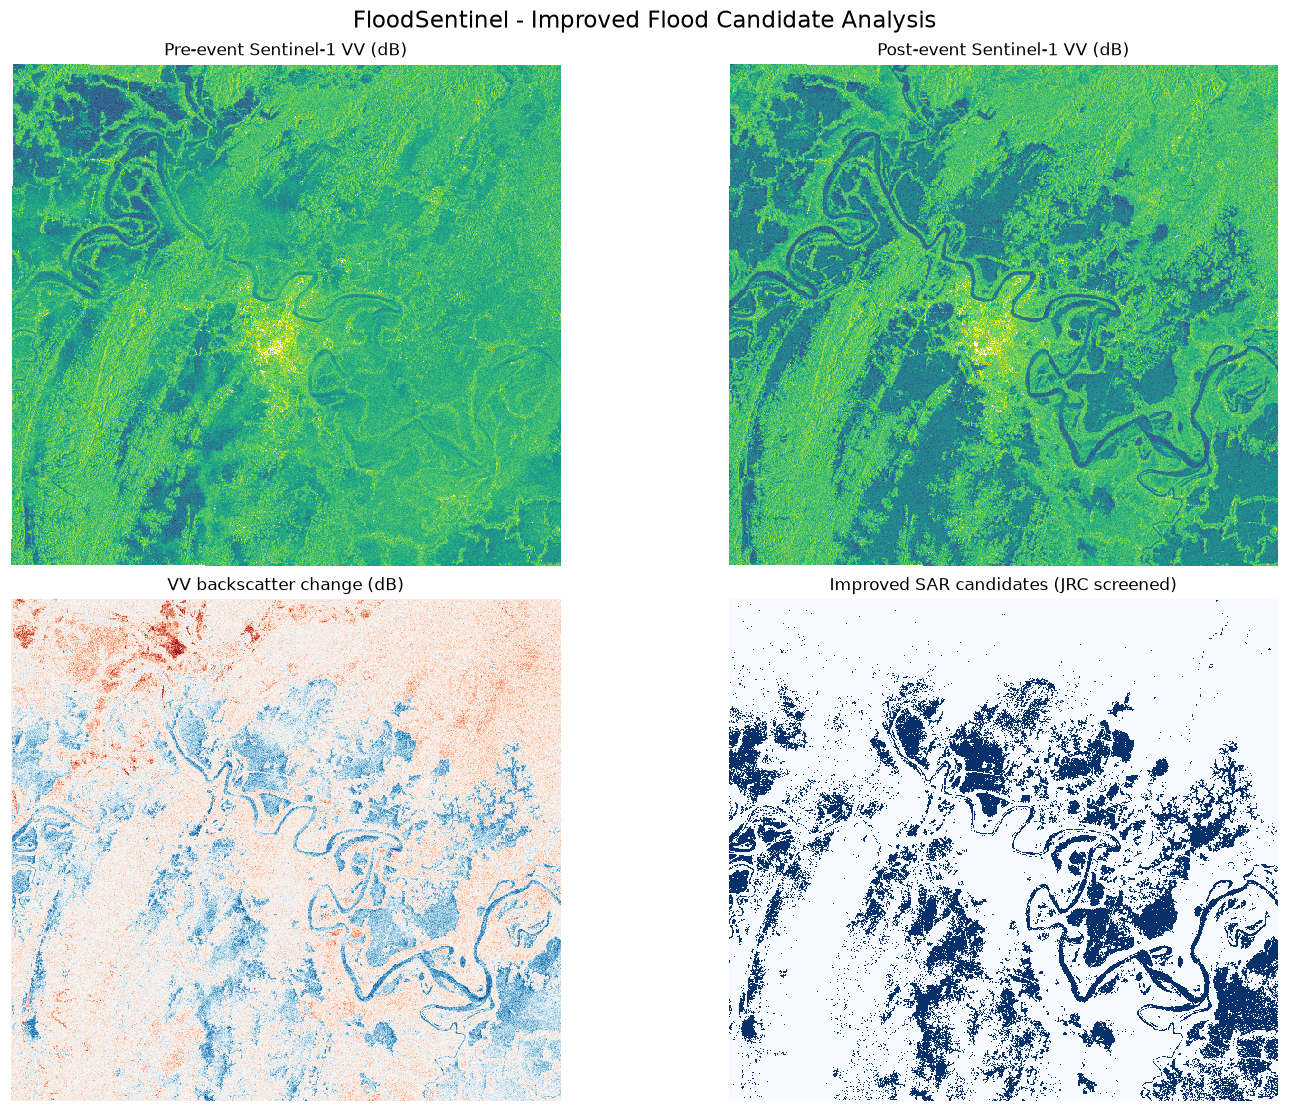 FloodSentinel - Improved Flood Candidate Analysis
Pre-event Sentinel-1 VV (dB)
Post-event Sentinel-1 VV (dB)
VV backscatter change (dB)
Improved SAR candidates (JRC screened)